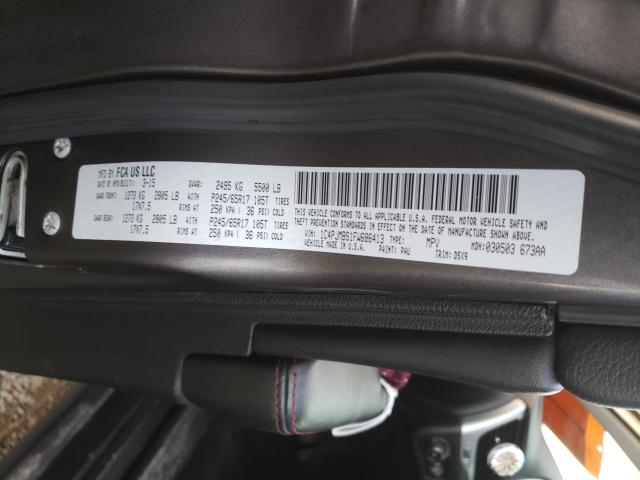 MFD BY: FCA US LLC
DATE OF MFR(BUILT): 3-15 GVWR: 2495 KG 5500 LB
GAWR FRONT: 1273 KG 2805 LB WITH P245/65R17 105T TIRES
17X7.5 RIMS AT 250 KPA ( 36 PSI) COLD
GAWR REAR: 1273 KG 2805 LB WITH P245/65R17 105T TIRES
17X7.5 RIMS AT 250 KPA ( 36 PSI) COLD
THIS VEHICLE CONFORMS TO ALL APPLICABLE U.S.A. FEDERAL MOTOR VEHICLE SAFETY, BUMPER,
AND THEFT PREVENTION STANDARDS IN EFFECT ON THE DATE OF MANUFACTURE SHOWN ABOVE.
VIN: 1C4PJMBS1FW686413 TYPE: MPV MDH: 030503 673AA
VEHICLE MADE IN U.S.A. PAINT: PAU TRIM: D5X9